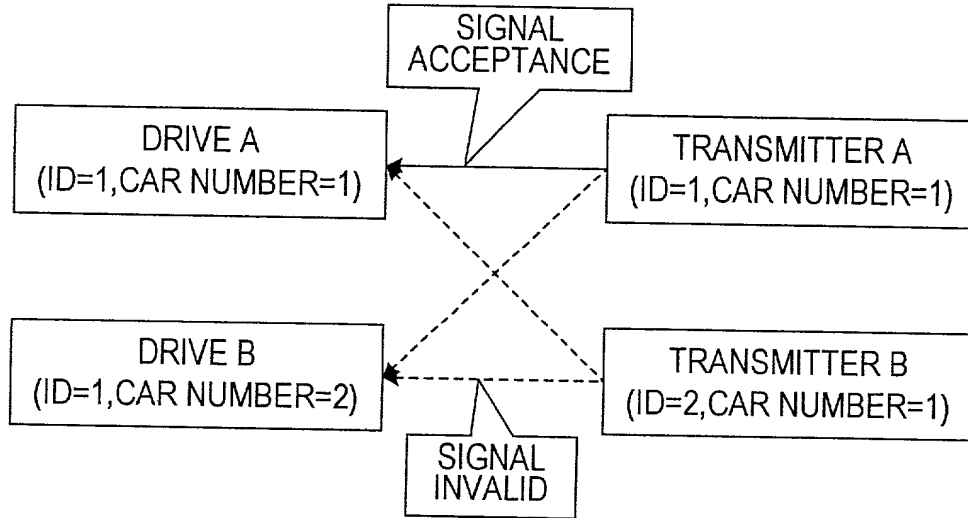 SIGNAL
ACCEPTANCE
DRIVE A
(ID=1,CAR NUMBER=1)
TRANSMITTER A
(ID=1,CAR NUMBER=1)
DRIVE B
(ID=1,CAR NUMBER=2)
TRANSMITTER B
(ID=2,CAR NUMBER=1)
SIGNAL
INVALID